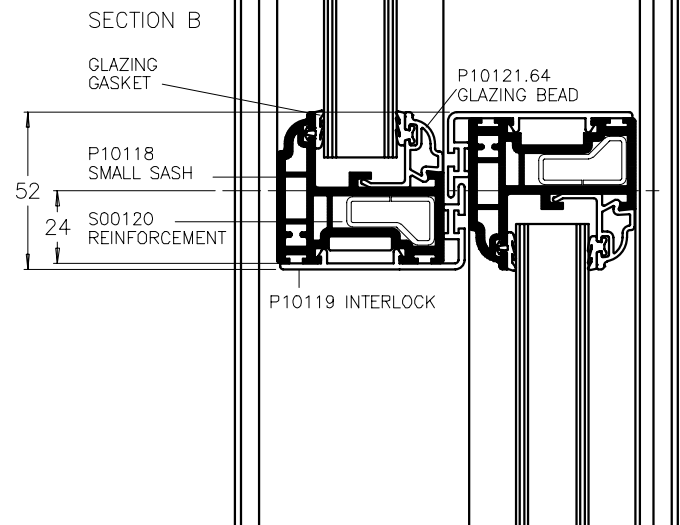 SECTION B
GLAZING
GASKET
P10121.64
GLAZING BEAD
P10118
SMALL SASH
52
24
S00120
REINFORCEMENT
P10119 INTERLOCK